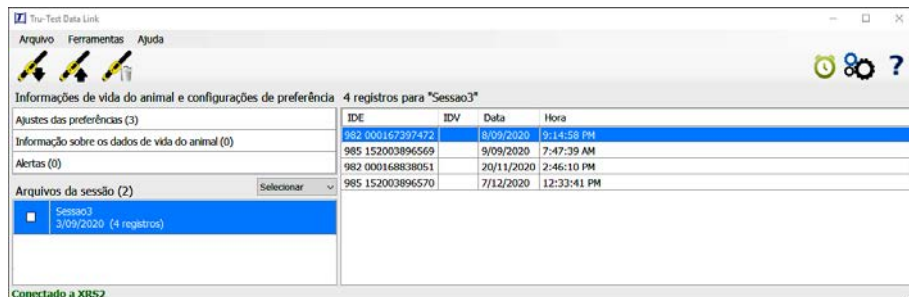 Tru-Test Data Link
Arquivo Ferramentas Ajuda
?
Informações de vida do animal e configurações de preferência
Ajustes das preferências (3)
Informação sobre os dados de vida do animal (0)
Alertas (0)
Arquivos da sessão (2) Selecionar
Sessao3
3/09/2020 (4 registros)
4 registros para "Sessao3"
IDE IDV Data Hora
982 000167397472 8/09/2020 9:14:58 PM
985 152003896569 9/09/2020 7:47:39 AM
982 000168838051 20/11/2020 2:46:10 PM
985 152003896570 7/12/2020 12:33:41 PM
Conectado a XRS2